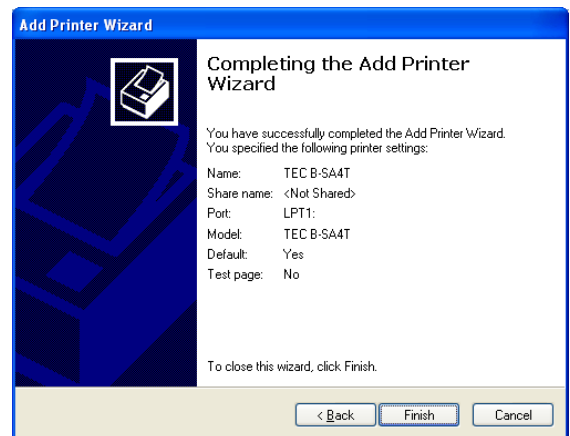 Add Printer Wizard
Completing the Add Printer
Wizard
You have successfully completed the Add Printer Wizard.
You specified the following printer settings:
Name: TEC B-SA4T
Share name: <Not Shared>
Port: LPT1:
Model: TEC B-SA4T
Default: Yes
Test page: No
To close this wizard, click Finish.
< Back Finish Cancel